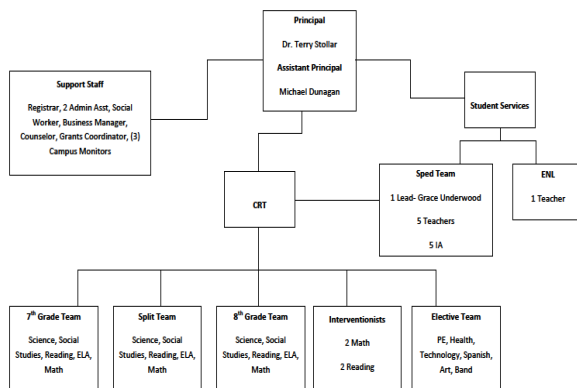 Principal
Dr. Terry Stollar
Assistant Principal
Michael Dunagan
Support Staff
Registrar, 2 Admin Asst, Social
Worker, Business Manager,
Counselor, Grants Coordinator, (3)
Campus Monitors
Student Services
Sped Team
1 Lead- Grace Underwood
5 Teachers
5 IA
ENL
1 Teacher
CRT
7th Grade Team
Science, Social
Studies, Reading, ELA,
Math
Split Team
Science, Social
Studies, Reading, ELA,
Math
8th Grade Team
Science, Social
Studies, Reading, ELA,
Math
Interventionists
2 Math
2 Reading
Elective Team
PE, Health,
Technology, Spanish,
Art, Band